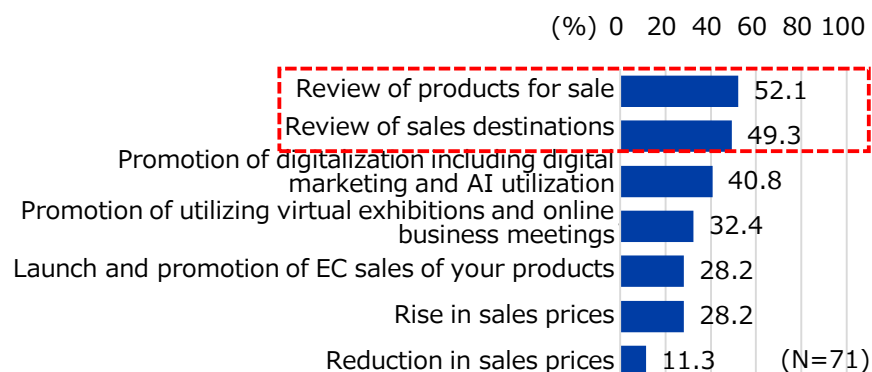 (%) 0 20 40 60 80 100
Review of products for sale 52.1
Review of sales destinations 49.3
Promotion of digitalization including digital
marketing and AI utilization 40.8
Promotion of utilizing virtual exhibitions and online
business meetings 32.4
Launch and promotion of EC sales of your products 28.2
Rise in sales prices 28.2
Reduction in sales prices 11.3 (N=71)